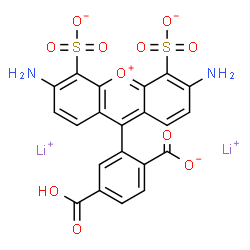 O⁻ O⁻
O S O O S O
H₂N O⁺ NH₂
O
Li⁺ Li⁺
O⁻
HO
O